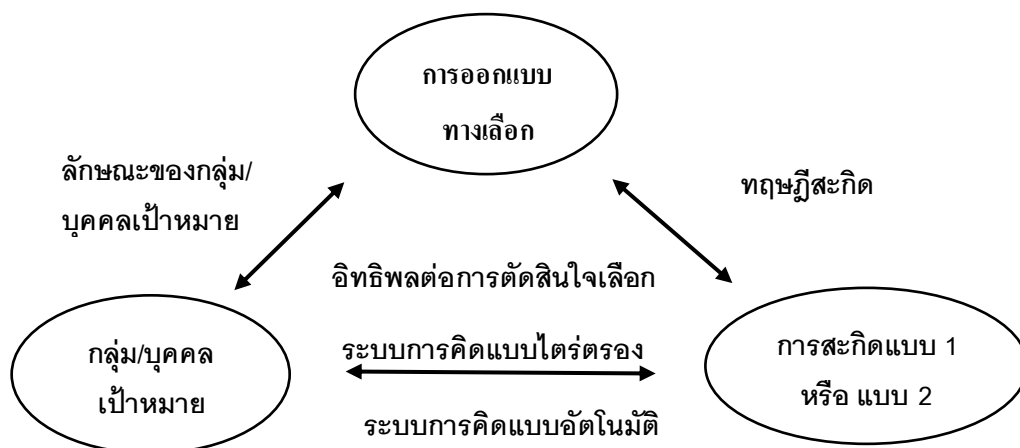 การออกแบบ
ทางเลือก
ลักษณะของกลุ่ม/
บุคคลเป้าหมาย
ทฤษฎีสะกิด
อิทธิพลต่อการตัดสินใจเลือก
กลุ่ม/บุคคล
เป้าหมาย
ระบบการคิดแบบไตร่ตรอง
ระบบการคิดแบบอัตโนมัติ
การสะกิดแบบ 1
หรือ แบบ 2